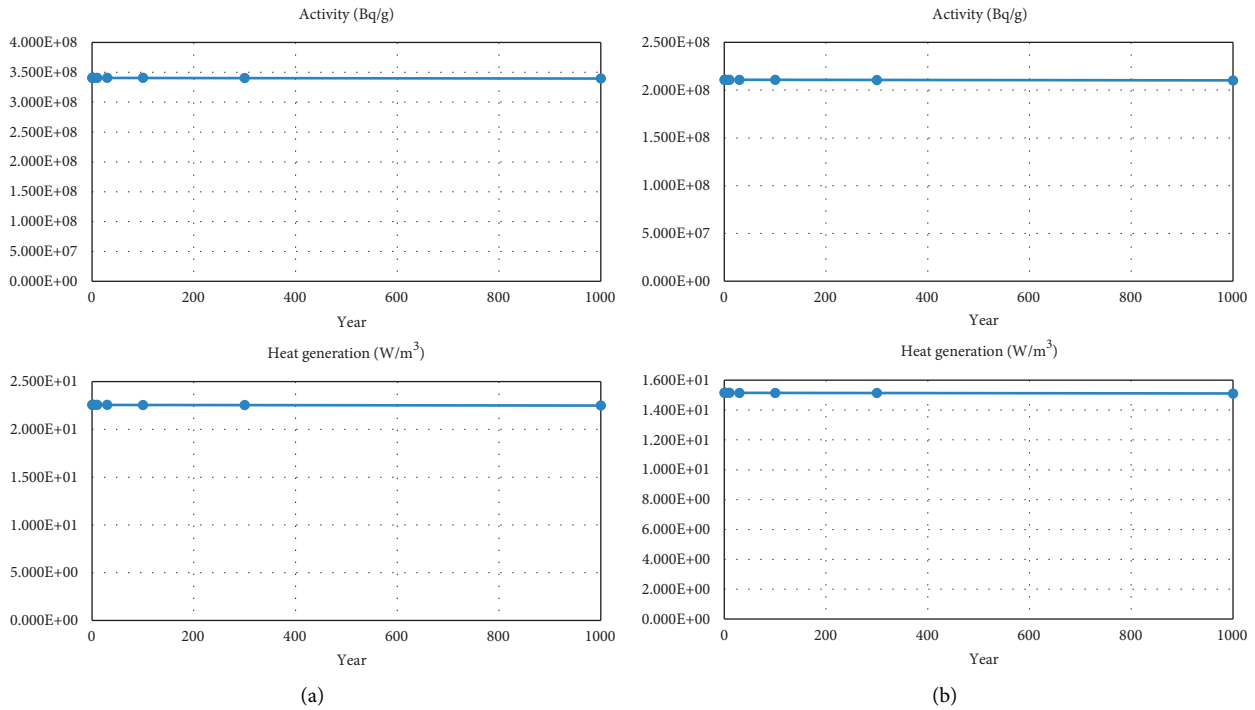 Activity (Bq/g)
4.000E+08
3.500E+08
3.000E+08
2.500E+08
2.000E+08
1.500E+08
1.000E+08
5.000E+07
0.000E+00
0 200 400 600 800 1000
Year
Heat generation (W/m³)
2.500E+01
2.000E+01
1.500E+01
1.000E+01
5.000E+00
0.000E+00
0 200 400 600 800 1000
Year
(a)
Activity (Bq/g)
2.500E+08
2.000E+08
1.500E+08
1.000E+08
5.000E+07
0.000E+00
0 200 400 600 800 1000
Year
Heat generation (W/m³)
1.600E+01
1.400E+01
1.200E+01
1.000E+01
8.000E+00
6.000E+00
4.000E+00
2.000E+00
0.000E+00
0 200 400 600 800 1000
Year
(b)